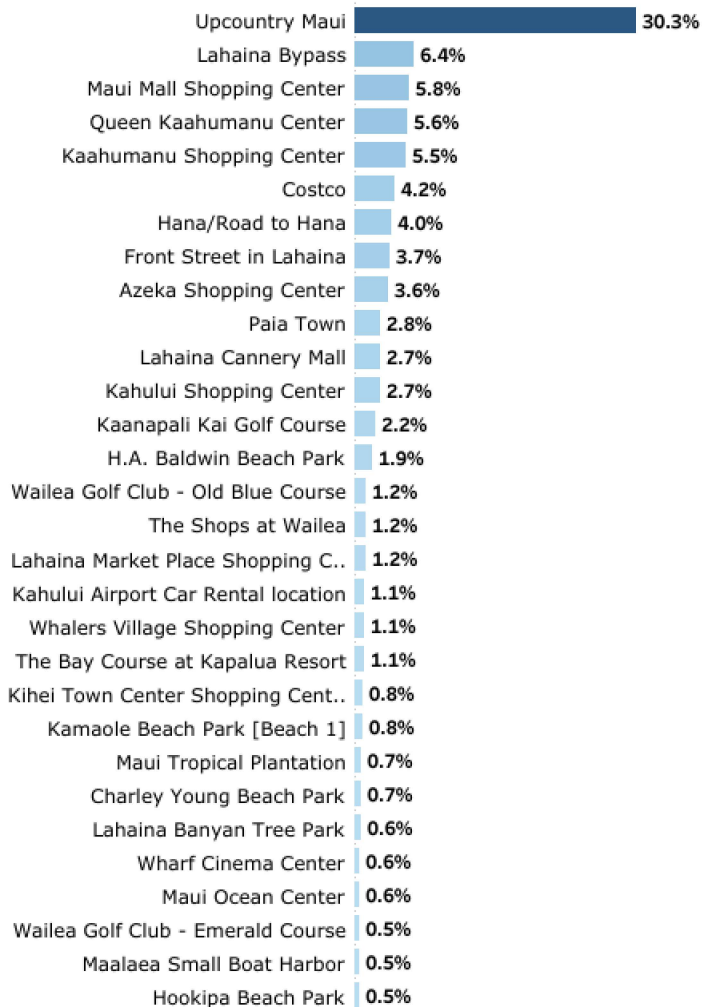 Upcountry Maui 30.3%
Lahaina Bypass 6.4%
Maui Mall Shopping Center 5.8%
Queen Kaahumanu Center 5.6%
Kaahumanu Shopping Center 5.5%
Costco 4.2%
Hana/Road to Hana 4.0%
Front Street in Lahaina 3.7%
Azeka Shopping Center 3.6%
Paia Town 2.8%
Lahaina Cannery Mall 2.7%
Kahului Shopping Center 2.7%
Kaanapali Kai Golf Course 2.2%
H.A. Baldwin Beach Park 1.9%
Wailea Golf Club - Old Blue Course 1.2%
The Shops at Wailea 1.2%
Lahaina Market Place Shopping C.. 1.2%
Kahului Airport Car Rental location 1.1%
Whalers Village Shopping Center 1.1%
The Bay Course at Kapalua Resort 1.1%
Kihei Town Center Shopping Cent.. 0.8%
Kamaole Beach Park [Beach 1] 0.8%
Maui Tropical Plantation 0.7%
Charley Young Beach Park 0.7%
Lahaina Banyan Tree Park 0.6%
Wharf Cinema Center 0.6%
Maui Ocean Center 0.6%
Wailea Golf Club - Emerald Course 0.5%
Maalaea Small Boat Harbor 0.5%
Hookipa Beach Park 0.5%